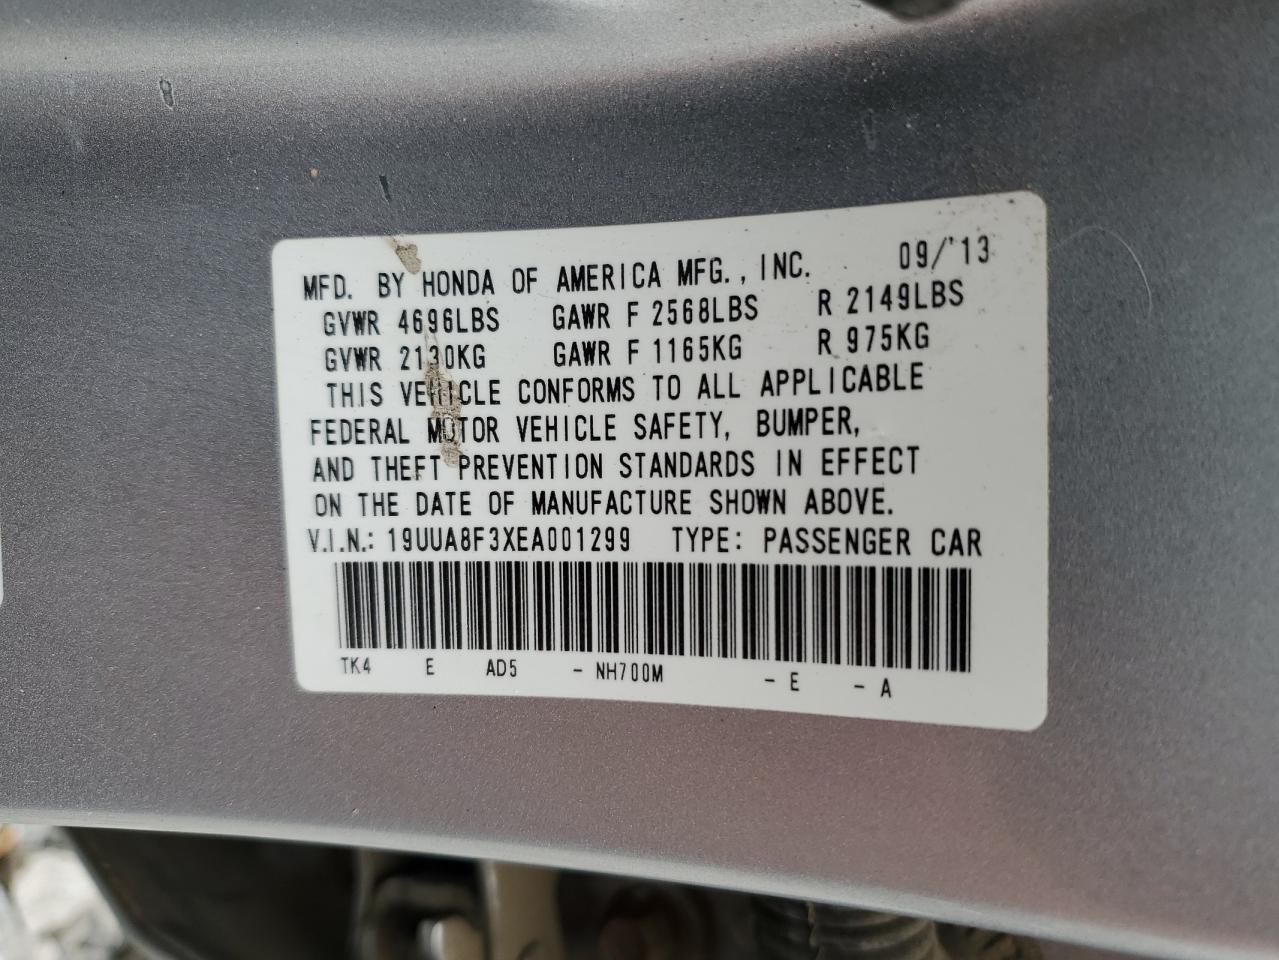 MFD. BY HONDA OF AMERICA MFG., INC. 09/'13
GVWR 4696LBS GAWR F 2568LBS R 2149LBS
GVWR 2130KG GAWR F 1165KG R 975KG
THIS VEHICLE CONFORMS TO ALL APPLICABLE
FEDERAL MOTOR VEHICLE SAFETY, BUMPER,
AND THEFT PREVENTION STANDARDS IN EFFECT
ON THE DATE OF MANUFACTURE SHOWN ABOVE.
V.I.N.: 19UUA8F3XEA001299 TYPE: PASSENGER CAR
TK4 E AD5 - NH700M - E - A